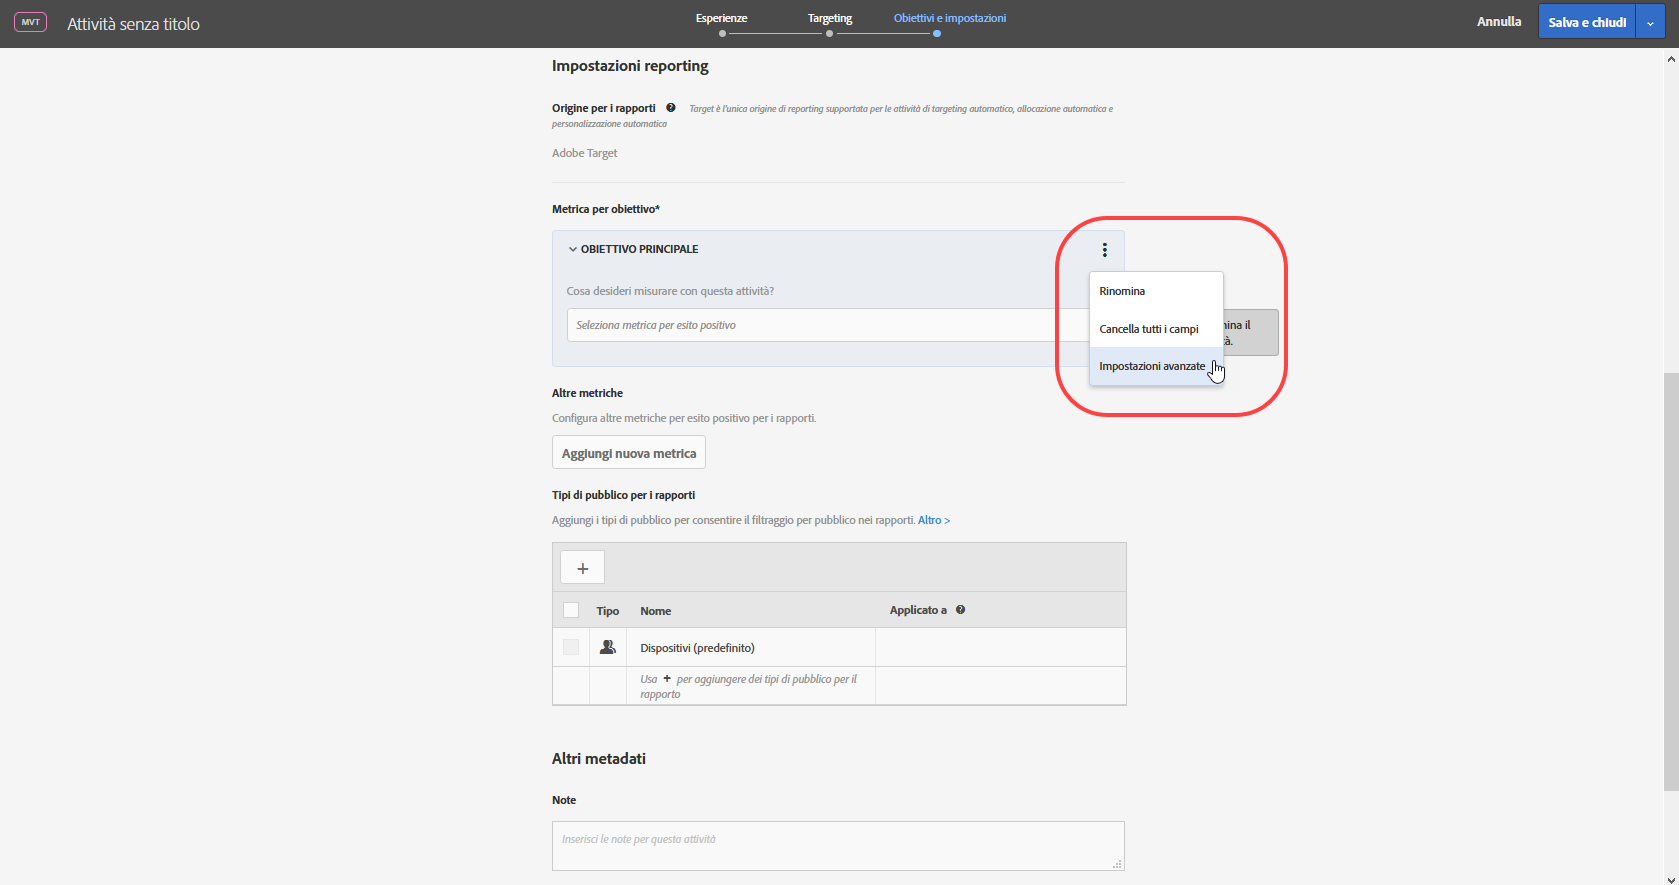 MVT
Attività senza titolo
Esperienze
Targeting
Obiettivi e impostazioni
Annulla
Salva e chiudi
Impostazioni reporting
Origine per i rapporti
Target è l'unica origine di reporting supportata per le attività di targeting automatico, allocazione automatica e
personalizzazione automatica
Adobe Target
Metrica per obiettivo*
OBIETTIVO PRINCIPALE
Cosa desideri misurare con questa attività?
Seleziona metrica per esito positivo
Rinomina
Cancella tutti i campi
il
Impostazioni avanzate
Altre metriche
Configura altre metriche per esito positivo per i rapporti.
Aggiungi nuova metrica
Tipi di pubblico per i rapporti
Aggiungi i tipi di pubblico per consentire il filtraggio per pubblico nei rapporti. Altro >
+
Tipo
Nome
Applicato a
Dispositivi (predefinito)
Usa + per aggiungere dei tipi di pubblico per il
rapporto
Altri metadati
Note
Inserisci le note per questa attività